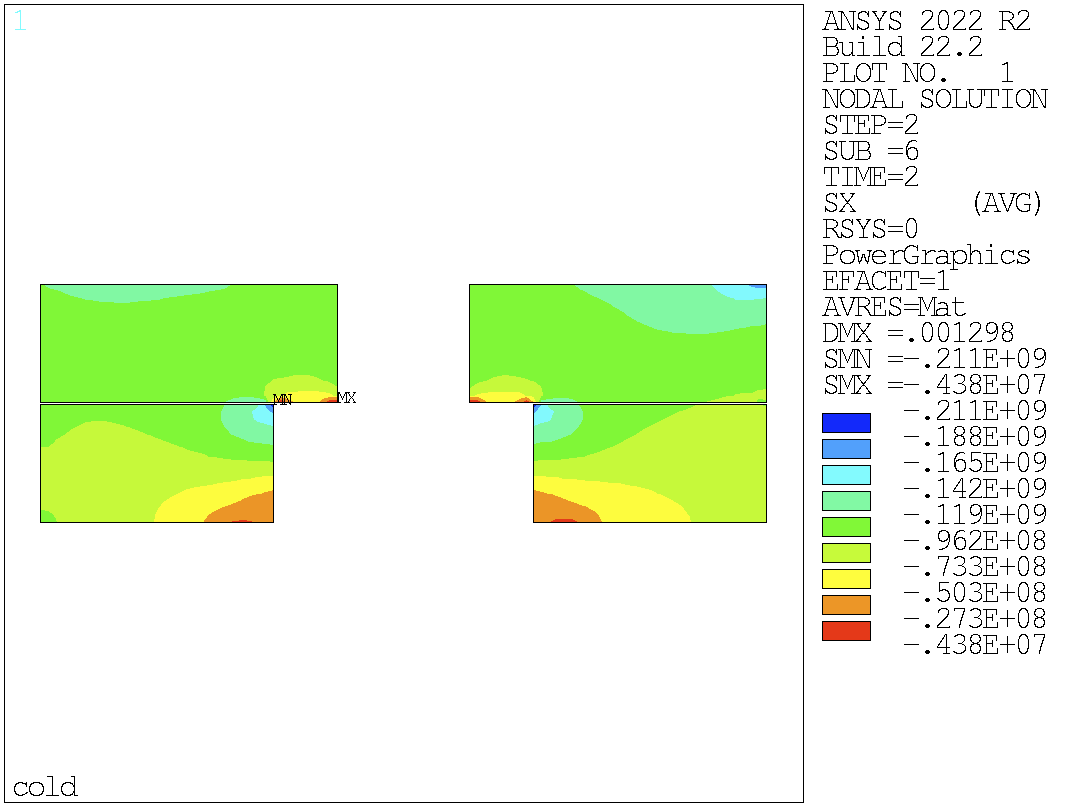 1
ANSYS 2022 R2
Build 22.2
PLOT NO. 1
NODAL SOLUTION
STEP=2
SUB =6
TIME=2
SX (AVG)
RSYS=0
PowerGraphics
EFACET=1
AVRES=Mat
DMX =.001298
SMN =-.211E+09
SMX =-.438E+07
-.211E+09
-.188E+09
-.165E+09
-.142E+09
-.119E+09
-.962E+08
-.733E+08
-.503E+08
-.273E+08
-.438E+07
MN
MX
cold